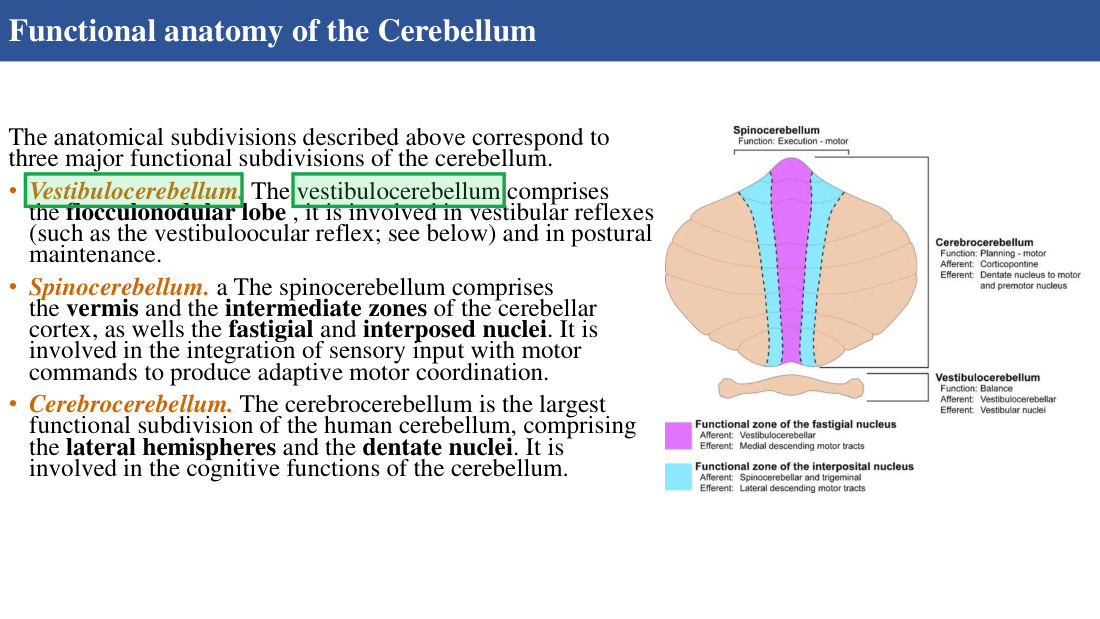 Functional anatomy of the Cerebellum
The anatomical subdivisions described above correspond to
three major functional subdivisions of the cerebellum.
• Vestibulocerebellum. The vestibulocerebellum comprises
the flocculonodular lobe , it is involved in vestibular reflexes
(such as the vestibuloocular reflex; see below) and in postural
maintenance.
• Spinocerebellum. a The spinocerebellum comprises
the vermis and the intermediate zones of the cerebellar
cortex, as wells the fastigial and interposed nuclei. It is
involved in the integration of sensory input with motor
commands to produce adaptive motor coordination.
• Cerebrocerebellum. The cerebrocerebellum is the largest
functional subdivision of the human cerebellum, comprising
the lateral hemispheres and the dentate nuclei. It is
involved in the cognitive functions of the cerebellum.
Spinocerebellum
Function: Execution - motor
Cerebrocerebellum
Function: Planning - motor
Afferent: Corticopontine
Efferent: Dentate nucleus to motor
and premotor nucleus
Vestibulocerebellum
Function: Balance
Afferent: Vestibulocerebellar
Efferent: Vestibular nuclei
Functional zone of the fastigial nucleus
Afferent: Vestibulocerebellar
Efferent: Medial descending motor tracts
Functional zone of the interposital nucleus
Afferent: Spinocerebellar and trigeminal
Efferent: Lateral descending motor tracts